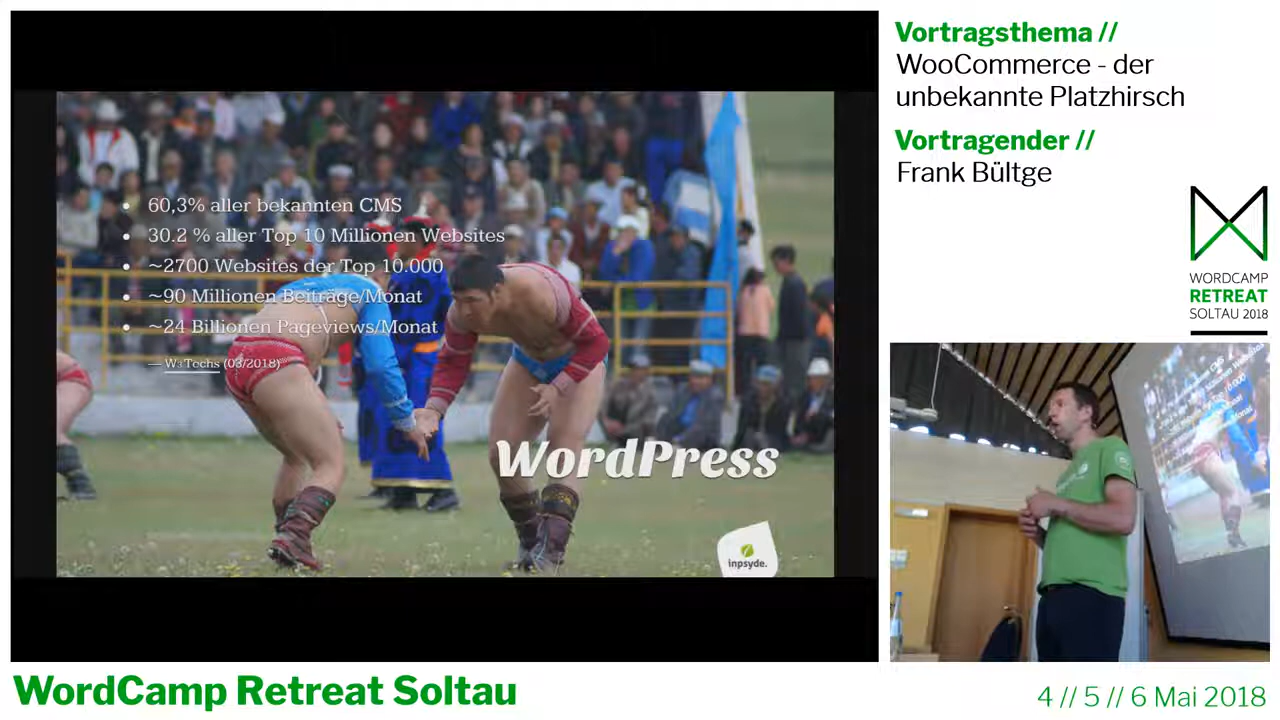 60,3% aller bekannten CMS
30.2 % aller Top 10 Millionen Websites
~2700 Websites der Top 10.000
~90 Millionen Beiträge/Monat
~24 Billionen Pageviews/Monat
— W3Techs (03/2018)
WordPress
inpsyde.
Vortragsthema //
WooCommerce - der
unbekannte Platzhirsch
Vortragender //
Frank Bültge
WORDCAMP
RETREAT
SOLTAU 2018
WordCamp Retreat Soltau
4 // 5 // 6 Mai 2018